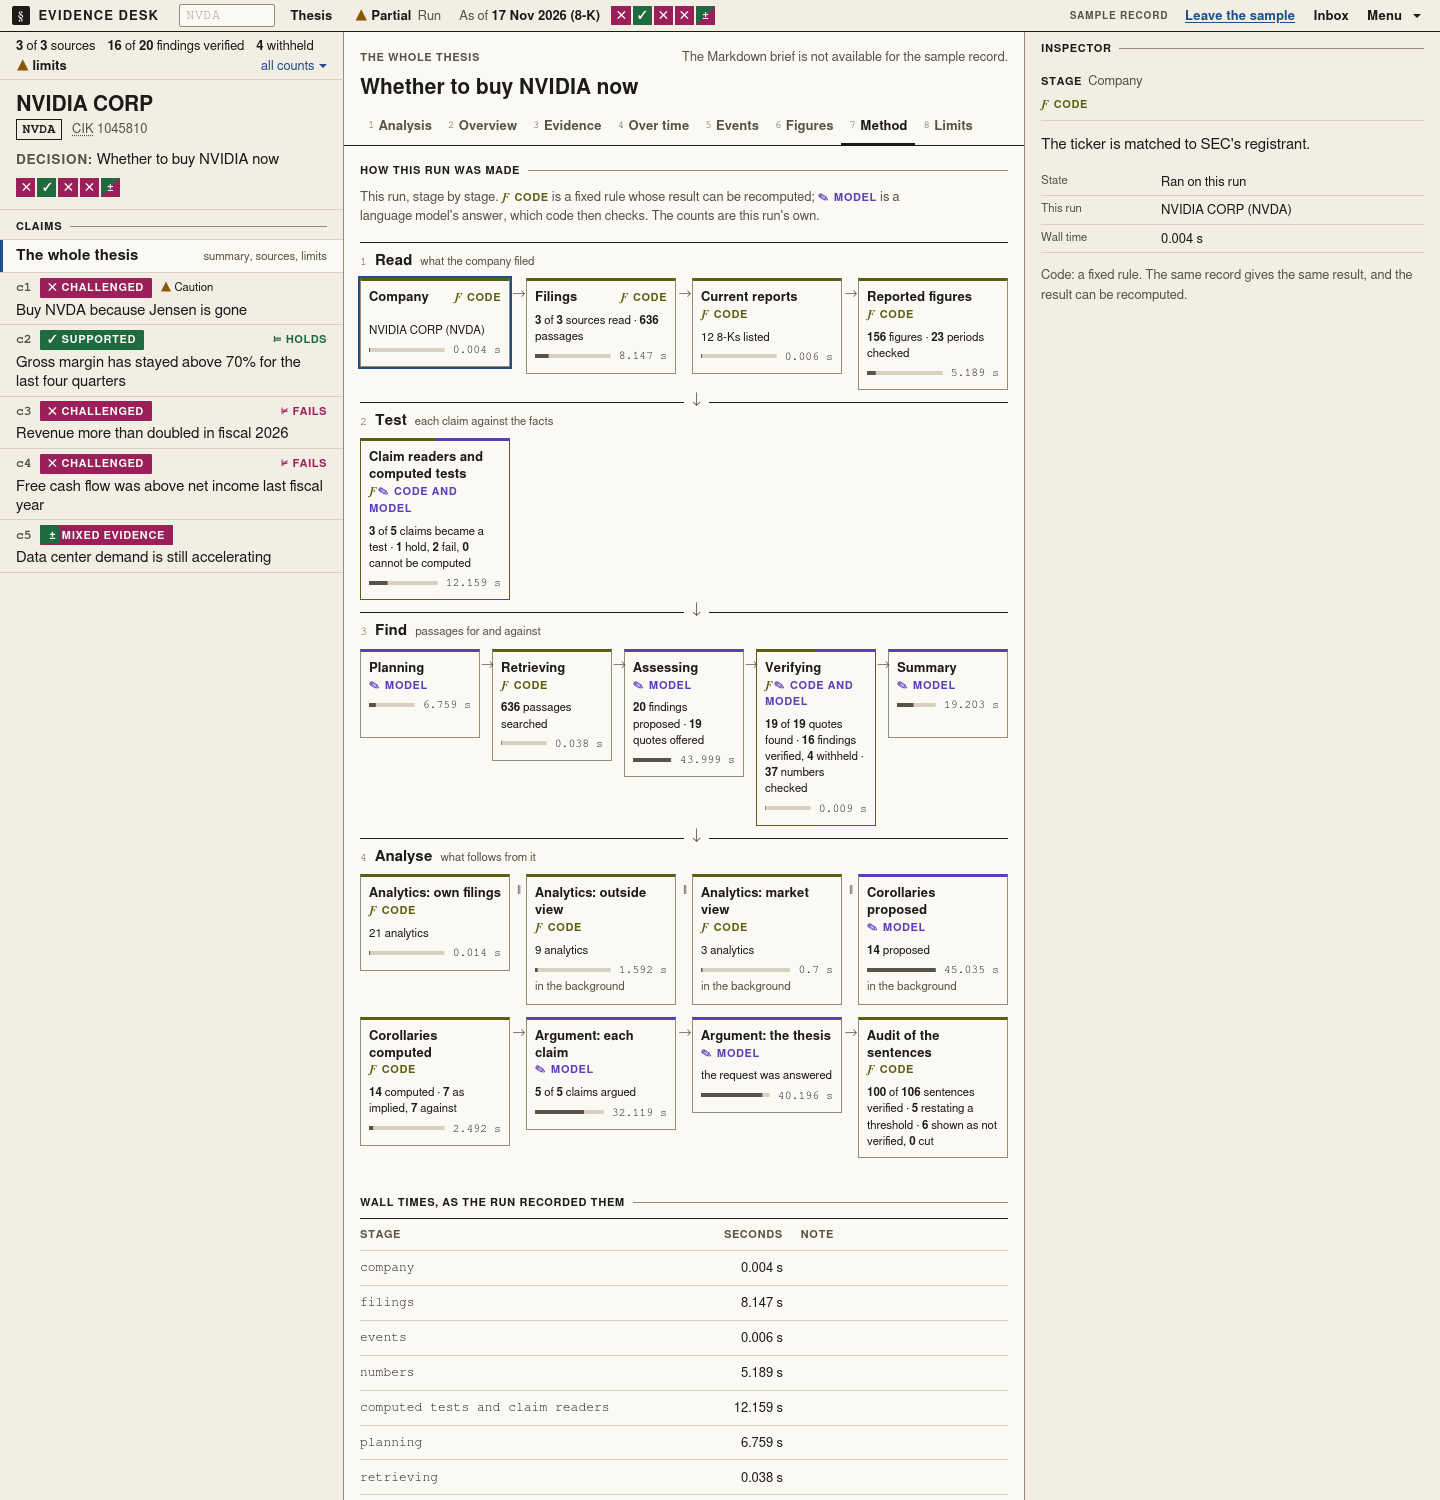 § EVIDENCE DESK NVDA Thesis Partial Run As of 17 Nov 2026 (8-K) ✕ ✓ ✕ ✕ ± SAMPLE RECORD Leave the sample Inbox Menu
3 of 3 sources 16 of 20 findings verified 4 withheld
limits all counts
NVIDIA CORP
NVDA CIK 1045810
DECISION: Whether to buy NVIDIA now
✕ ✓ ✕ ✕ ±
CLAIMS
The whole thesis summary, sources, limits
c1 ✕ CHALLENGED Caution
Buy NVDA because Jensen is gone
c2 ✓ SUPPORTED ⊨ HOLDS
Gross margin has stayed above 70% for the
last four quarters
c3 ✕ CHALLENGED ⊭ FAILS
Revenue more than doubled in fiscal 2026
c4 ✕ CHALLENGED ⊭ FAILS
Free cash flow was above net income last fiscal
year
c5 ± MIXED EVIDENCE
Data center demand is still accelerating
THE WHOLE THESIS The Markdown brief is not available for the sample record.
Whether to buy NVIDIA now
1 Analysis 2 Overview 3 Evidence 4 Over time 5 Events 6 Figures 7 Method 8 Limits
HOW THIS RUN WAS MADE
This run, stage by stage. F CODE is a fixed rule whose result can be recomputed; ✎ MODEL is a
language model's answer, which code then checks. The counts are this run's own.
1 Read what the company filed
Company F CODE
NVIDIA CORP (NVDA)
0.004 s
→
Filings F CODE
3 of 3 sources read · 636
passages
8.147 s
→
Current reports
F CODE
12 8-Ks listed
0.006 s
→
Reported figures
F CODE
156 figures · 23 periods
checked
5.189 s
↓
2 Test each claim against the facts
Claim readers and
computed tests
F✎ CODE AND
MODEL
3 of 5 claims became a
test · 1 hold, 2 fail, 0
cannot be computed
12.159 s
↓
3 Find passages for and against
Planning
✎ MODEL
6.759 s
→
Retrieving
F CODE
636 passages
searched
0.038 s
→
Assessing
✎ MODEL
20 findings
proposed · 19
quotes offered
43.999 s
→
Verifying
F✎ CODE AND
MODEL
19 of 19 quotes
found · 16 findings
verified, 4 withheld ·
37 numbers
checked
0.009 s
→
Summary
✎ MODEL
19.203 s
↓
4 Analyse what follows from it
Analytics: own filings
F CODE
21 analytics
0.014 s
‖
Analytics: outside
view
F CODE
9 analytics
1.592 s
in the background
‖
Analytics: market
view
F CODE
3 analytics
0.7 s
in the background
‖
Corollaries
proposed
✎ MODEL
14 proposed
45.035 s
in the background
Corollaries
computed
F CODE
14 computed · 7 as
implied, 7 against
2.492 s
→
Argument: each
claim
✎ MODEL
5 of 5 claims argued
32.119 s
→
Argument: the thesis
✎ MODEL
the request was answered
40.196 s
→
Audit of the
sentences
F CODE
100 of 106 sentences
verified · 5 restating a
threshold · 6 shown as not
verified, 0 cut
WALL TIMES, AS THE RUN RECORDED THEM
STAGE SECONDS NOTE
company 0.004 s
filings 8.147 s
events 0.006 s
numbers 5.189 s
computed tests and claim readers 12.159 s
planning 6.759 s
retrieving 0.038 s
INSPECTOR
STAGE Company
F CODE
The ticker is matched to SEC's registrant.
State Ran on this run
This run NVIDIA CORP (NVDA)
Wall time 0.004 s
Code: a fixed rule. The same record gives the same result, and the
result can be recomputed.